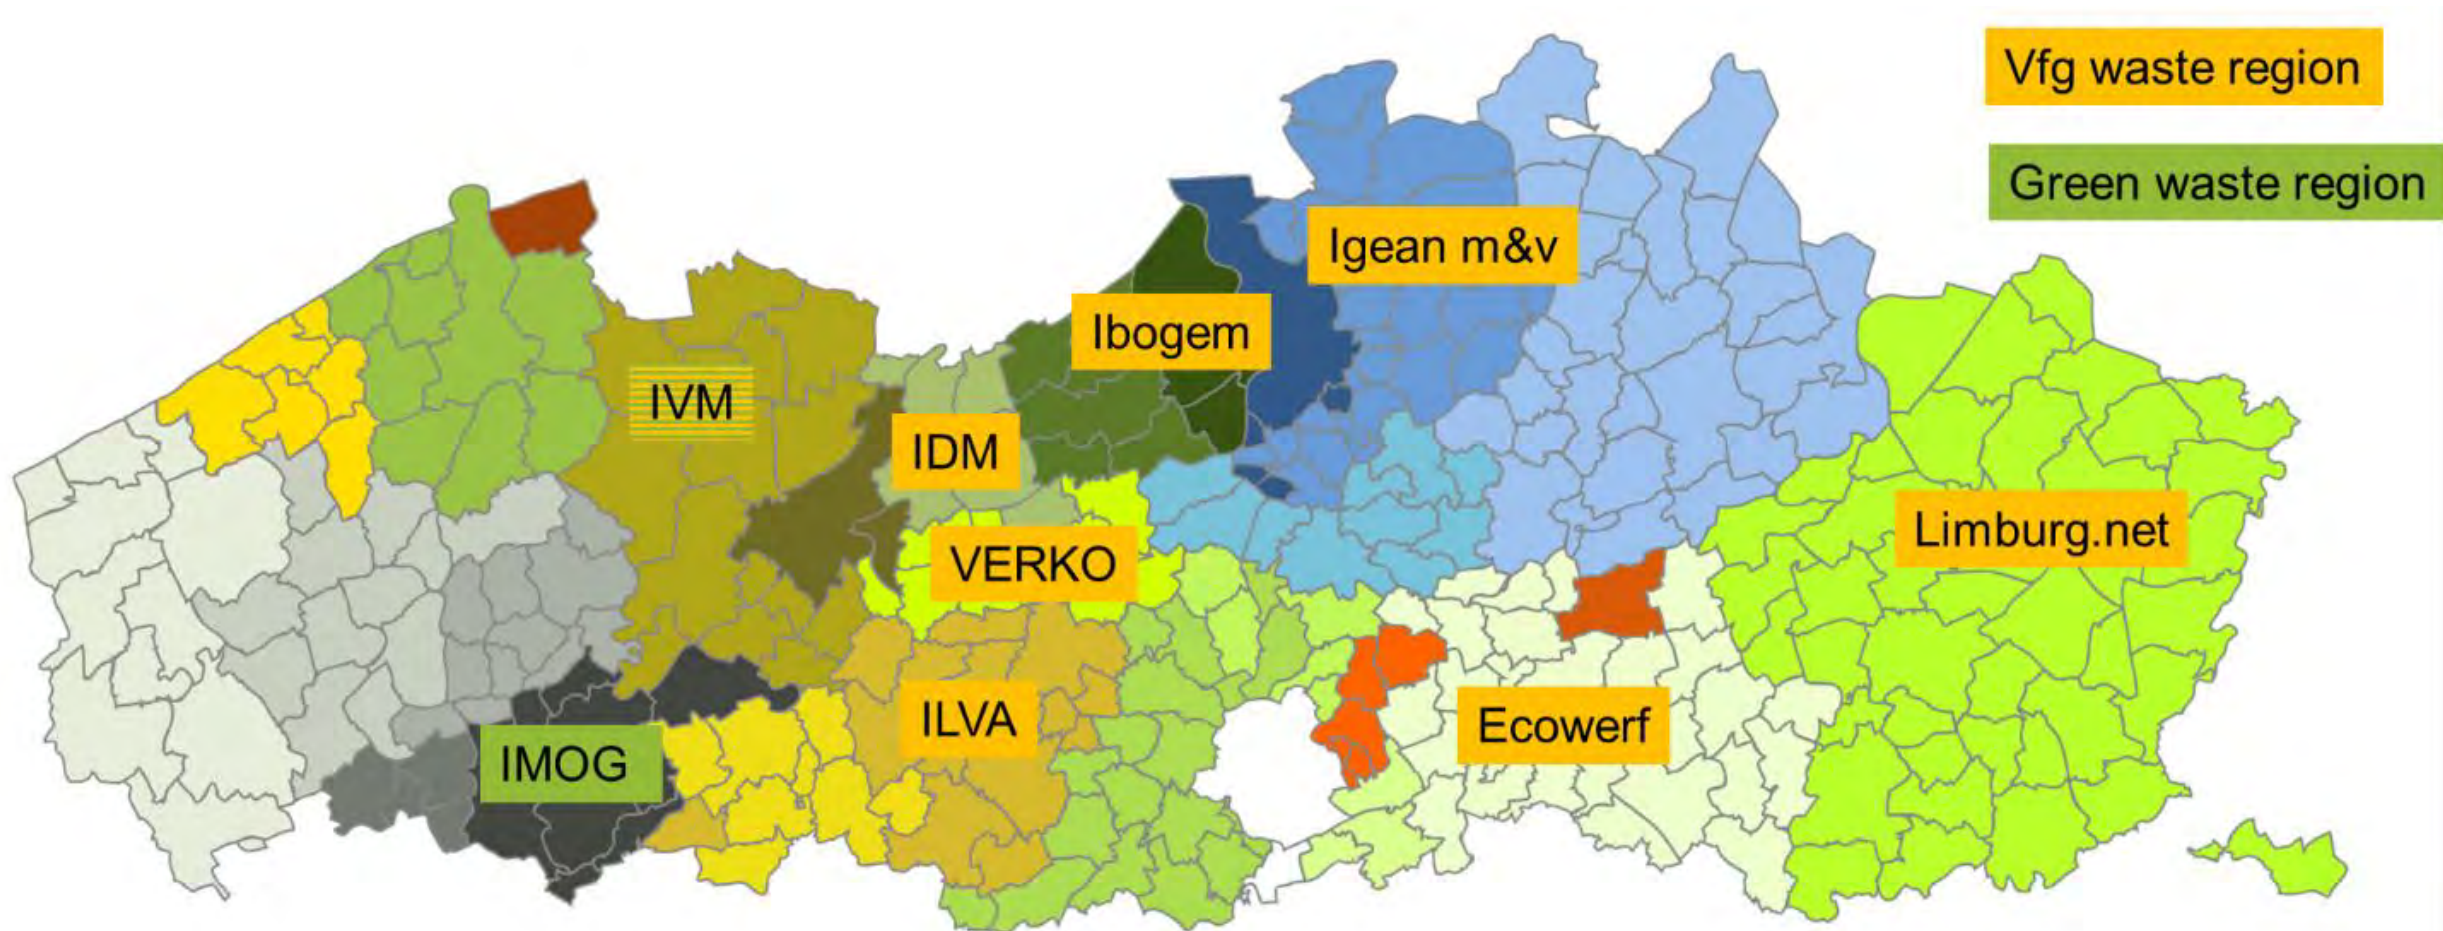 Vfg waste region
Green waste region
Igean m&v
Ibogem
IVM
IDM
Limburg.net
VERKO
ILVA
Ecowerf
IMOG